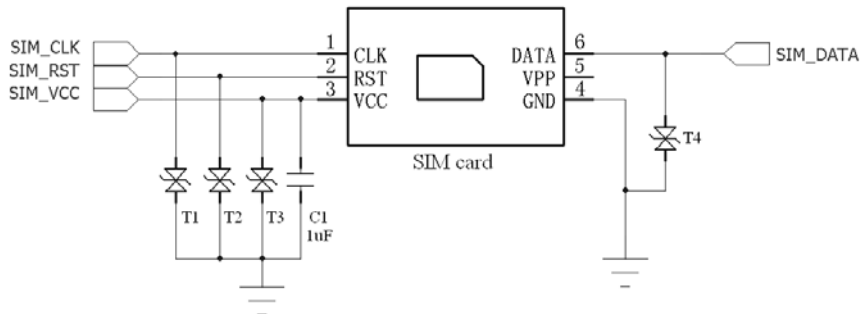 SIM_CLK
SIM_RST
SIM_VCC
1 CLK
2 RST
3 VCC
DATA 6
VPP 5
GND 4
SIM_DATA
SIM card
T1
T2
T3
C1
1uF
T4